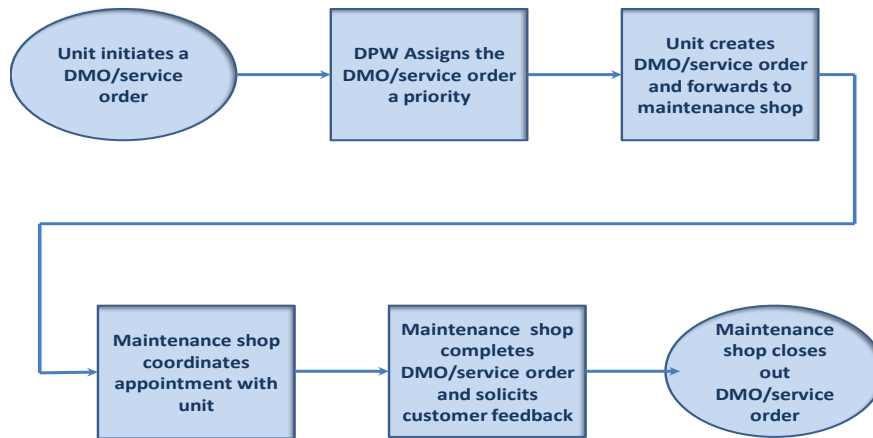 Unit initiates a
DMO/service
order
DPW Assigns the
DMO/service order
a priority
Unit creates
DMO/service order
and forwards to
maintenance shop
Maintenance shop
coordinates
appointment with
unit
Maintenance shop
completes
DMO/service order
and solicits
customer feedback
Maintenance
shop closes
out
DMO/service
order